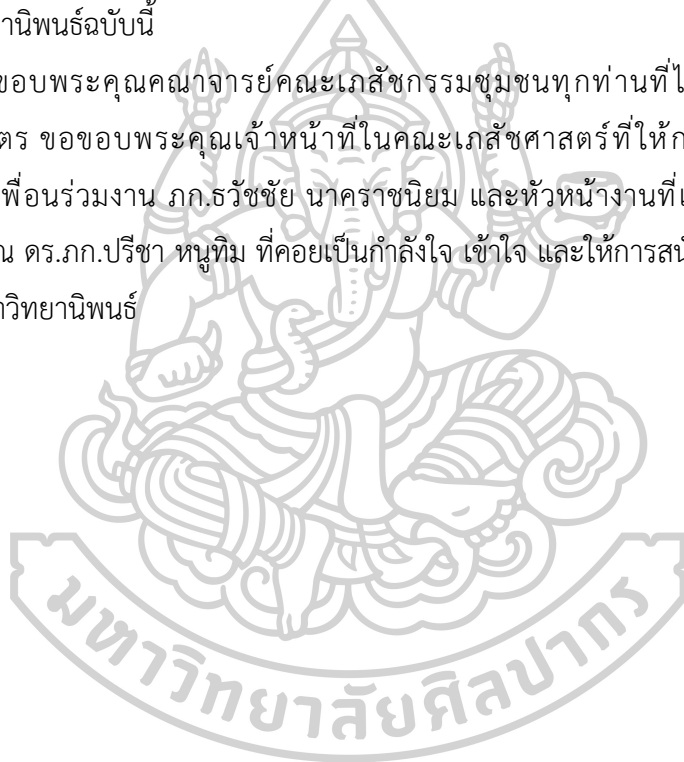 านิพนธ์ฉบับนี้
ขอบพระคุณคณาจารย์คณะเภสัชกรรมชุมชนทุกท่านที่ไ
ตร ขอขอบพระคุณเจ้าหน้าที่ในคณะเภสัชศาสตร์ที่ให้ก
พื่อนร่วมงาน ภก.ธวัชชัย นาคราชนิยม และหัวหน้างานที่เ
ณ ดร.ภก.ปรีชา หนูทิม ที่คอยเป็นกำลังใจ เข้าใจ และให้การสนั
าวิทยานิพนธ์
มหาวิทยาลัยศิลปากร